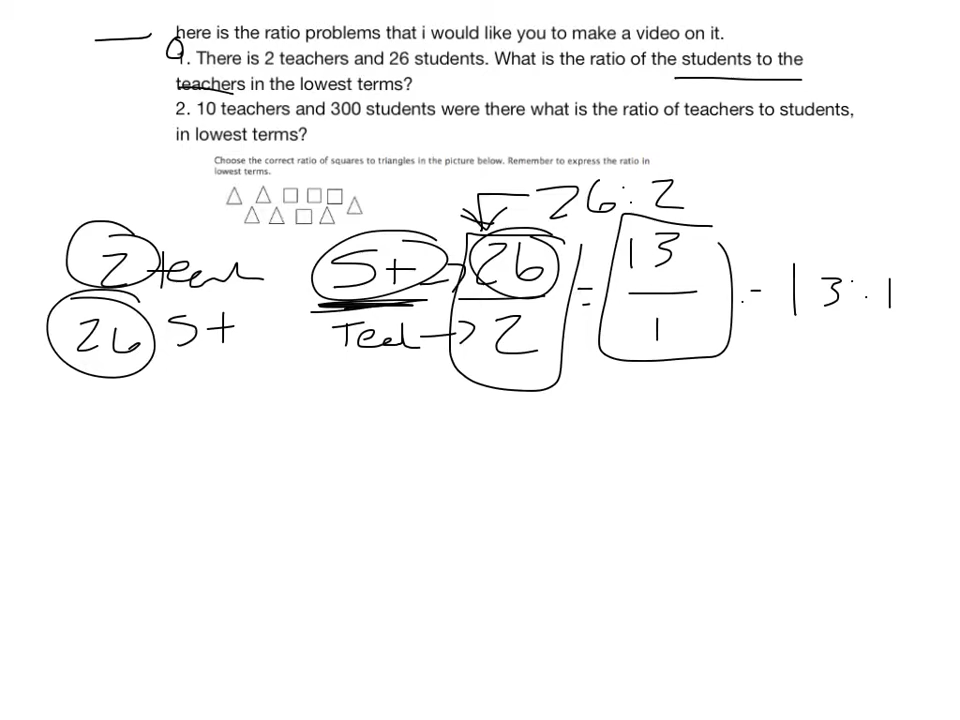 here is the ratio problems that i would like you to make a video on it.
1. There is 2 teachers and 26 students. What is the ratio of the students to the
teachers in the lowest terms?
2. 10 teachers and 300 students were there what is the ratio of teachers to students,
in lowest terms?
Choose the correct ratio of squares to triangles in the picture below. Remember to express the ratio in
lowest terms.
26:2
2 teach St → 26 = 13 - 13:1
26 St Teach → 2 1